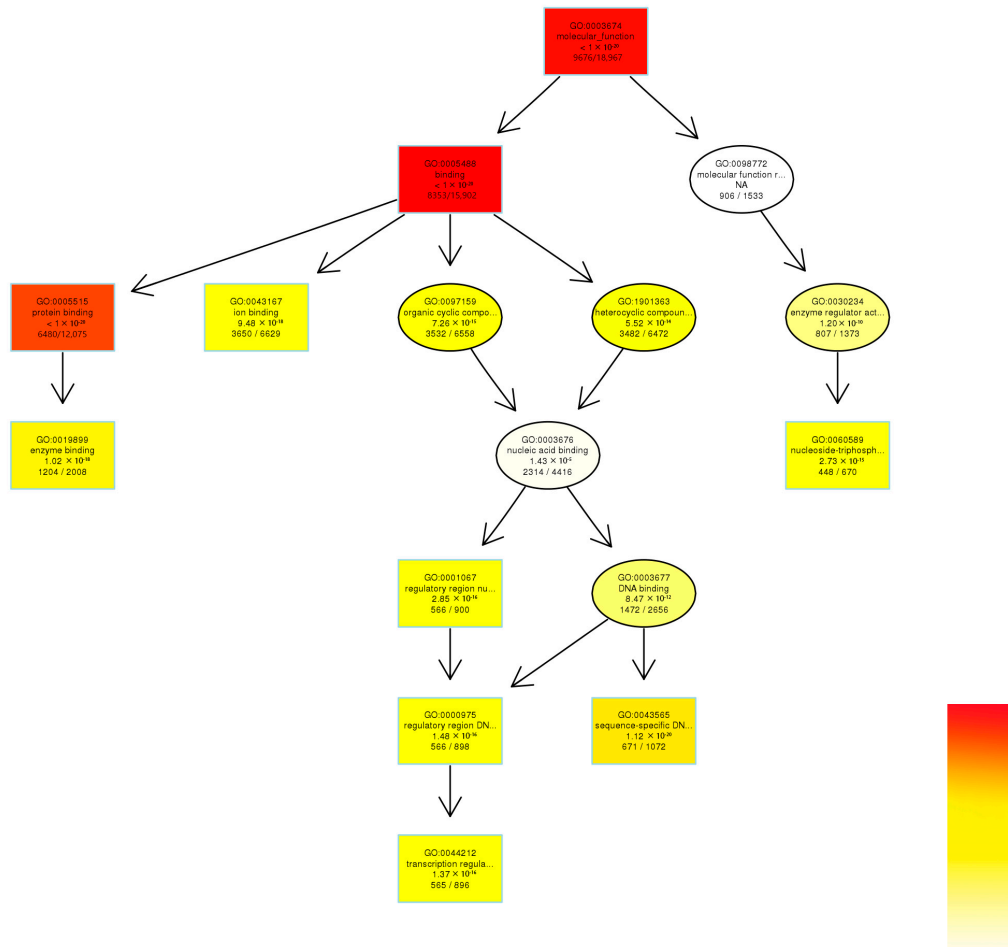 GO:0003674
molecular_function
< 1 × 10⁻²⁰
9676/18,967
GO:0005488
binding
< 1 × 10⁻²⁰
8353/15,902
GO:0098772
molecular function r...
NA
906 / 1533
GO:0005515
protein binding
< 1 × 10⁻²⁰
6480/12,075
GO:0043167
ion binding
9.48 × 10⁻¹⁸
3650 / 6629
GO:0097159
organic cyclic compo...
7.26 × 10⁻¹⁵
3532 / 6558
GO:1901363
heterocyclic compoun...
5.52 × 10⁻¹⁶
3482 / 6472
GO:0030234
enzyme regulator act...
1.20 × 10⁻¹⁰
807 / 1373
GO:0019899
enzyme binding
1.02 × 10⁻¹⁸
1204 / 2008
GO:0003676
nucleic acid binding
1.43 × 10⁻⁵
2314 / 4416
GO:0060589
nucleoside-triphosph...
2.73 × 10⁻¹⁵
448 / 670
GO:0001067
regulatory region nu...
2.85 × 10⁻¹⁶
566 / 900
GO:0003677
DNA binding
8.47 × 10⁻¹²
1472 / 2656
GO:0000975
regulatory region DN...
1.48 × 10⁻¹⁶
566 / 898
GO:0043565
sequence-specific DN...
1.12 × 10⁻²⁰
671 / 1072
GO:0044212
transcription regula...
1.37 × 10⁻¹⁶
565 / 896